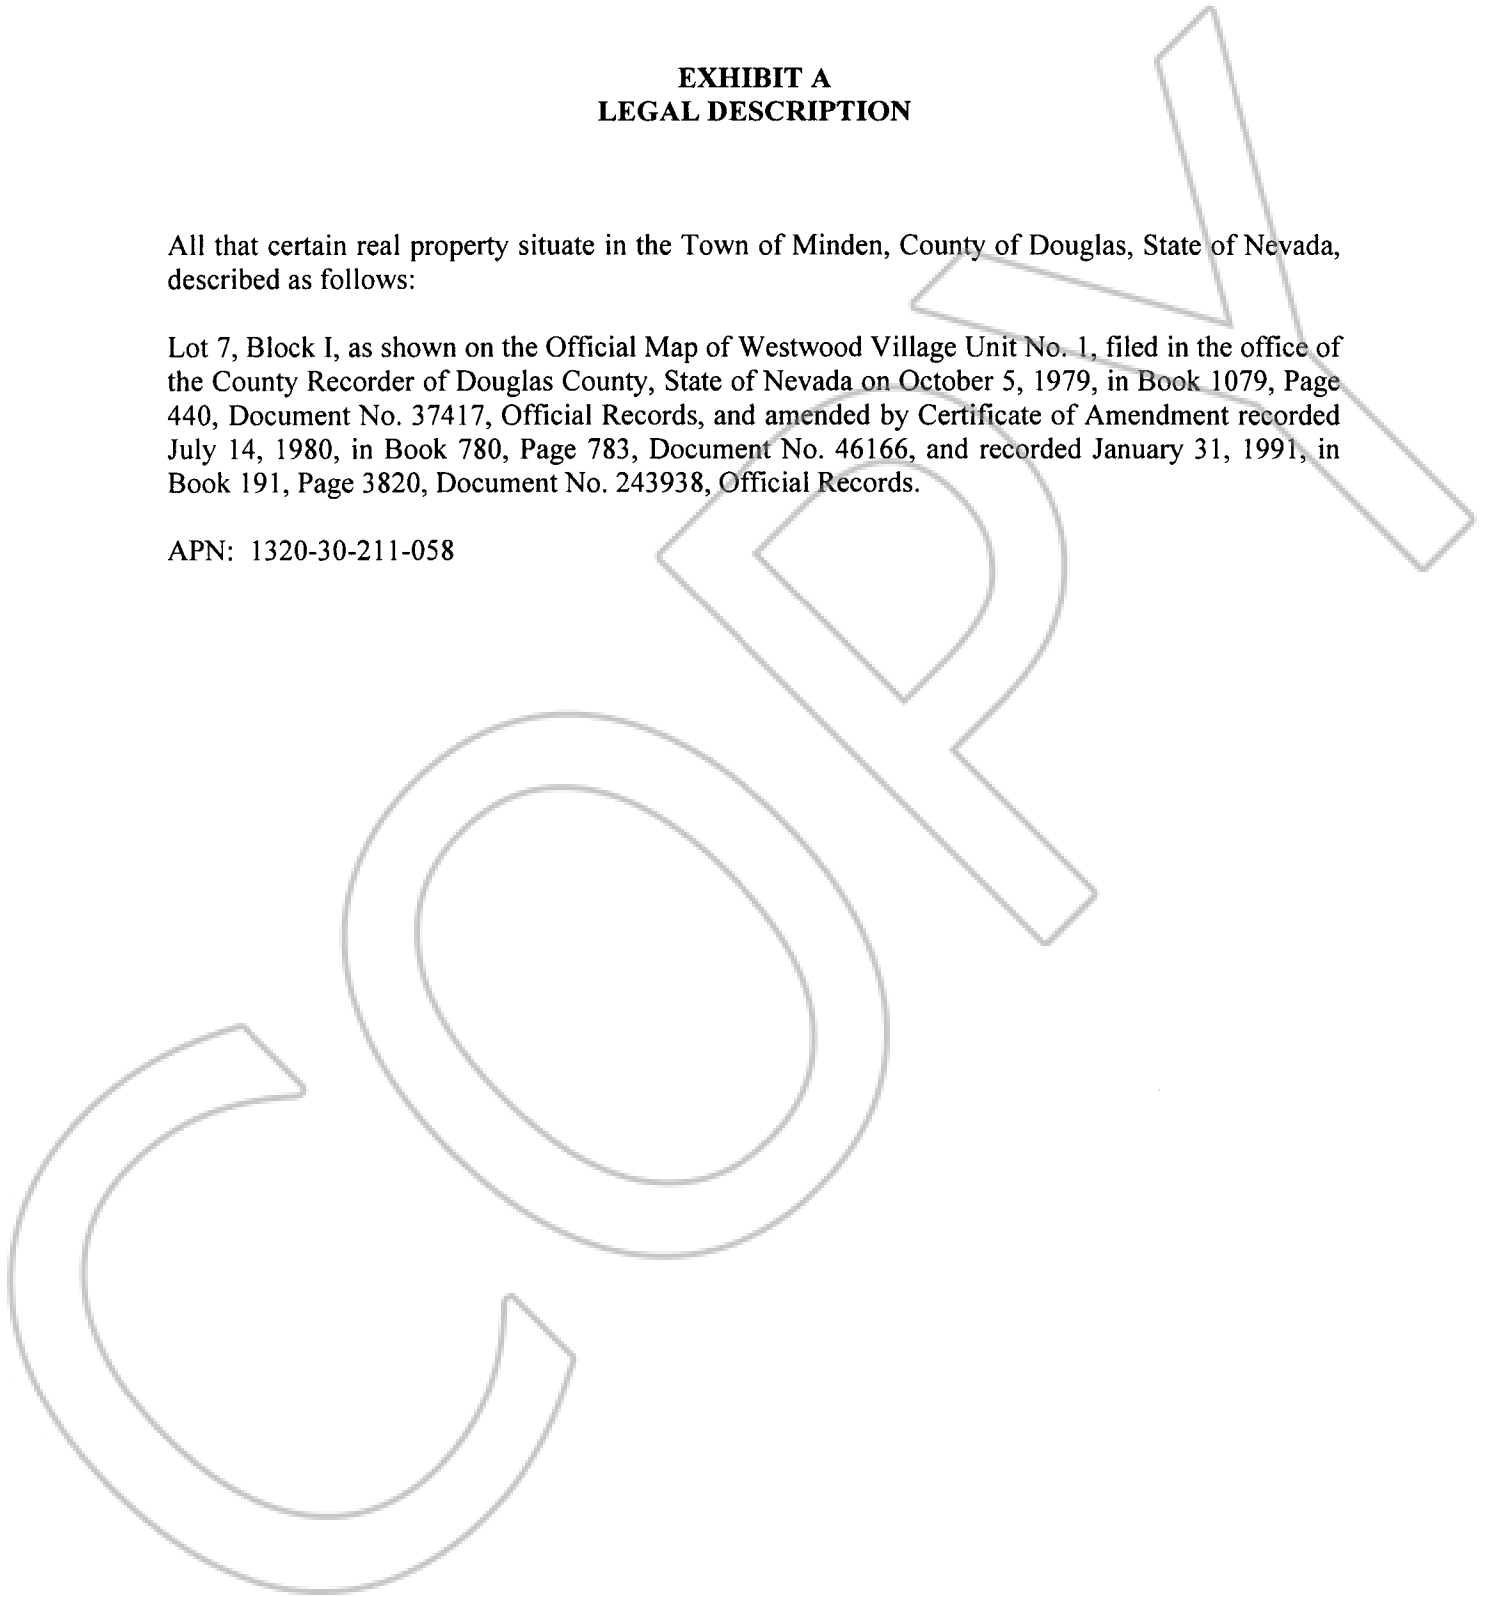 EXHIBIT A
LEGAL DESCRIPTION
All that certain real property situate in the Town of Minden, County of Douglas, State of Nevada,
described as follows:
Lot 7, Block I, as shown on the Official Map of Westwood Village Unit No. 1, filed in the office of
the County Recorder of Douglas County, State of Nevada on October 5, 1979, in Book 1079, Page
440, Document No. 37417, Official Records, and amended by Certificate of Amendment recorded
July 14, 1980, in Book 780, Page 783, Document No. 46166, and recorded January 31, 1991, in
Book 191, Page 3820, Document No. 243938, Official Records.
APN: 1320-30-211-058
COPY